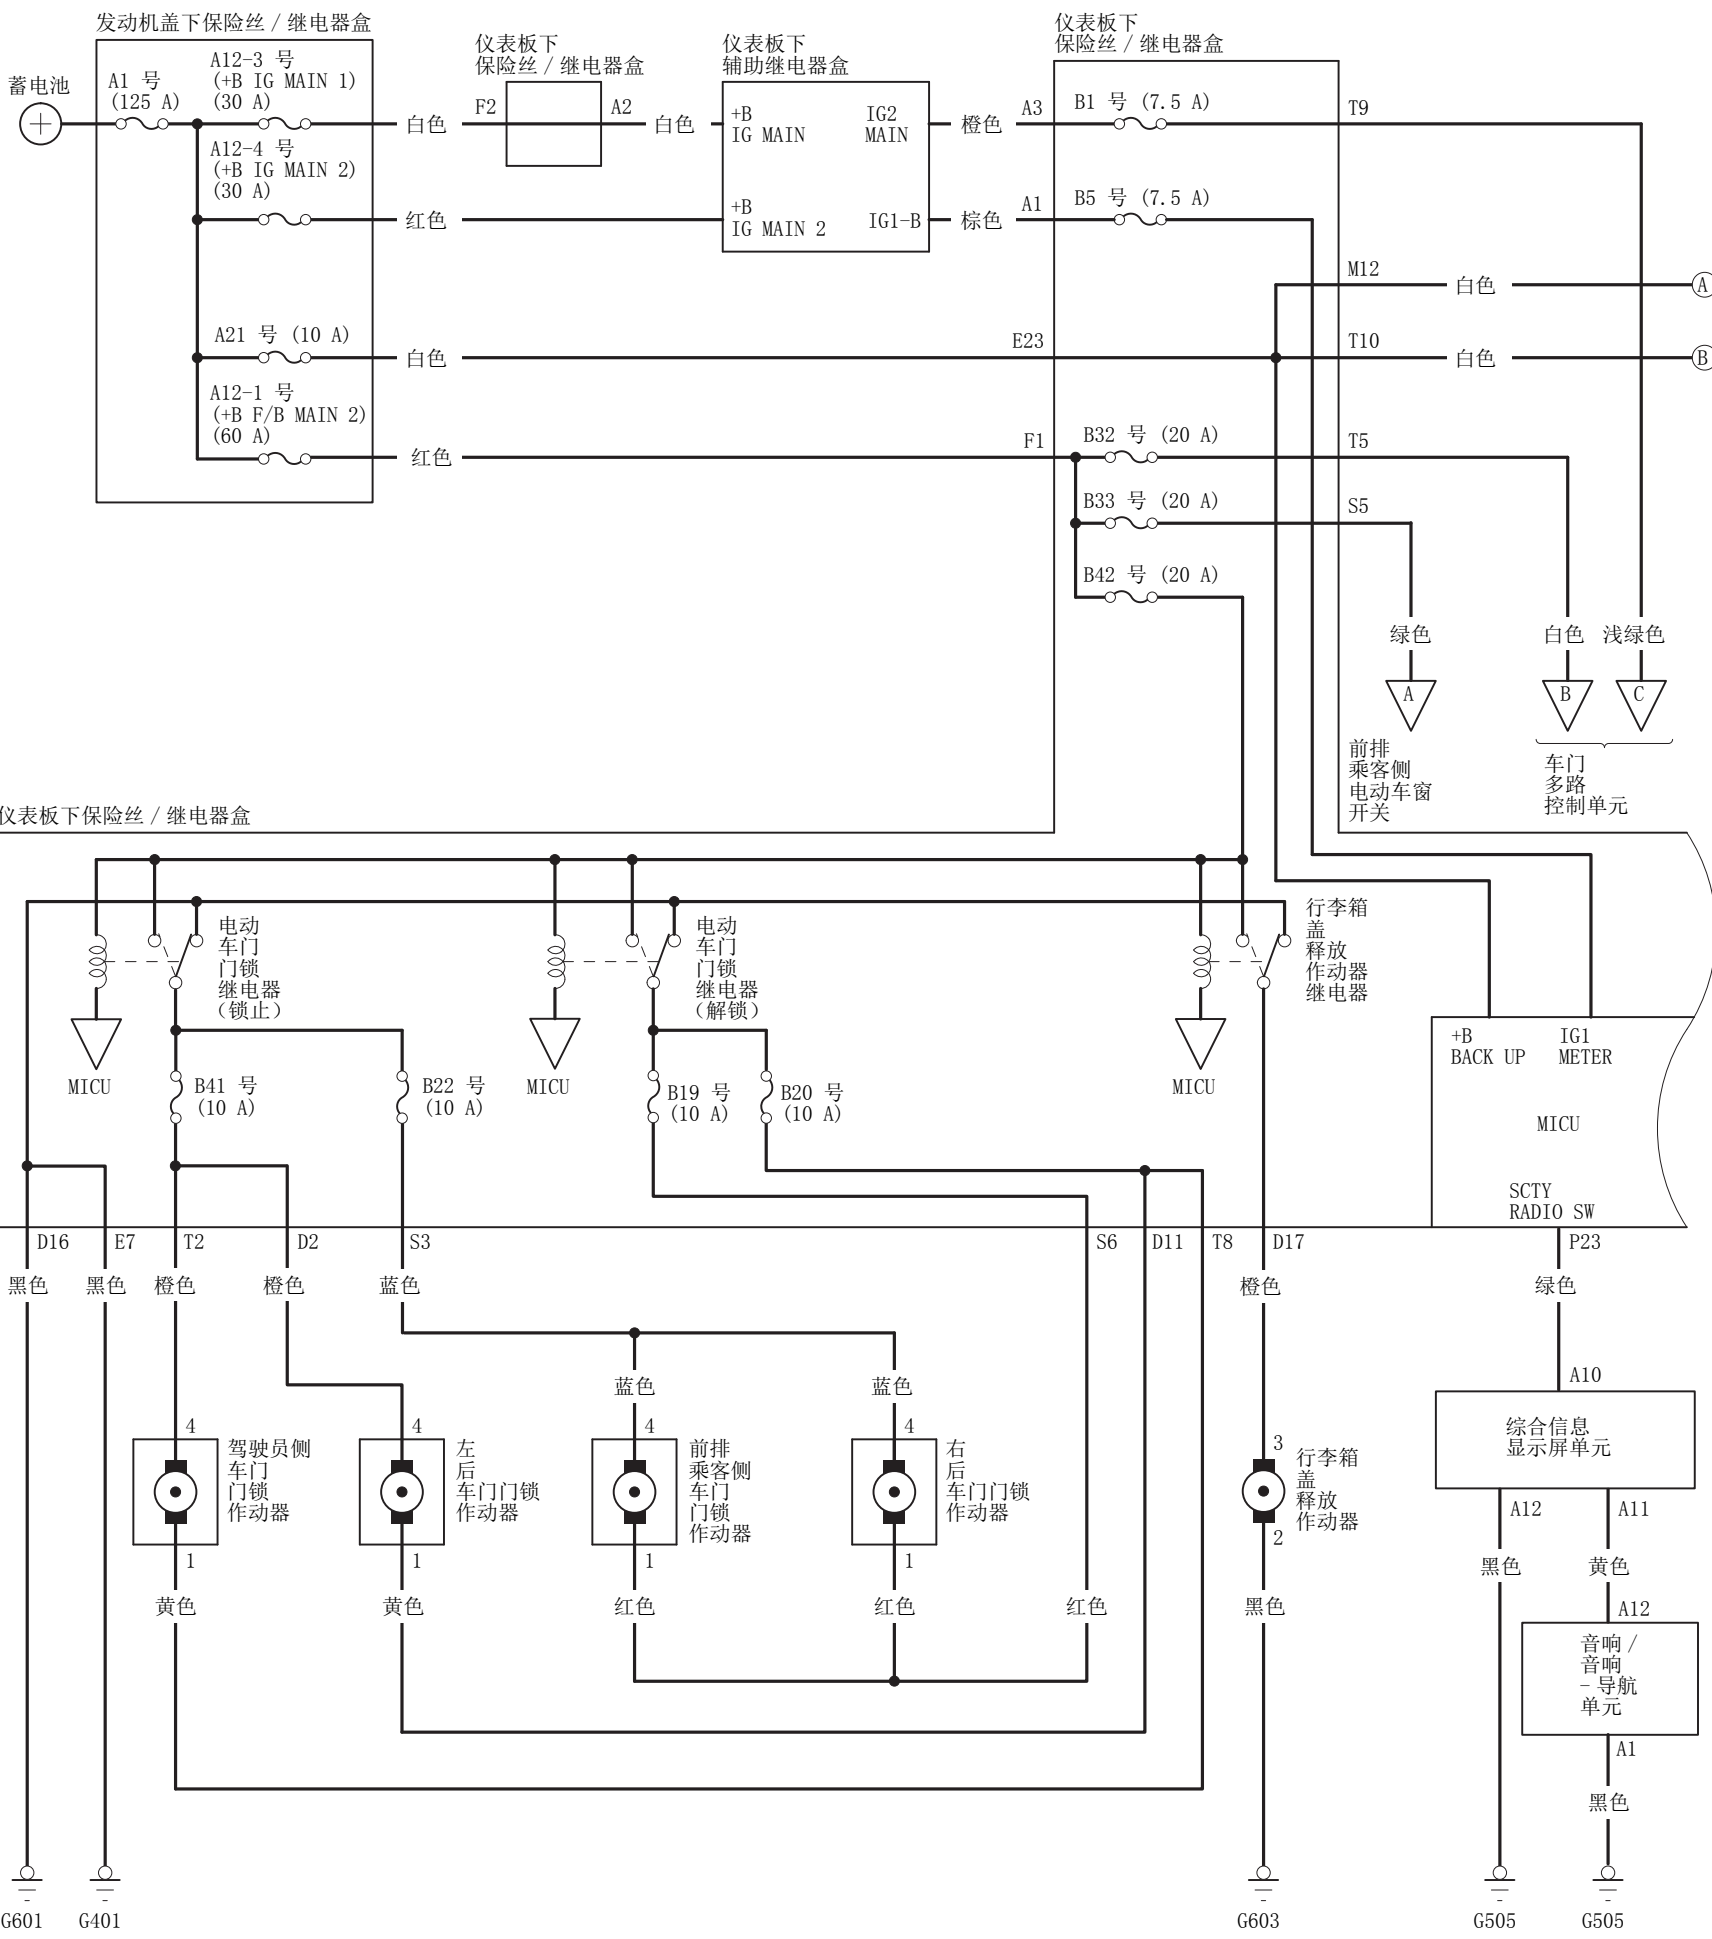 发动机盖下保险丝 / 继电器盒
仪表板下
保险丝 / 继电器盒
仪表板下
辅助继电器盒
仪表板下
保险丝 / 继电器盒
蓄电池
A1 号
(125 A)
A12-3 号
(+B IG MAIN 1)
(30 A)
白色
F2
A2
白色
+B
IG MAIN
IG2
MAIN
橙色
A3
B1 号 (7.5 A)
T9
A12-4 号
(+B IG MAIN 2)
(30 A)
红色
+B
IG MAIN 2
IG1-B
棕色
A1
B5 号 (7.5 A)
M12
白色
A
A21 号 (10 A)
白色
E23
T10
白色
B
A12-1 号
(+B F/B MAIN 2)
(60 A)
红色
F1
B32 号 (20 A)
T5
B33 号 (20 A)
S5
B42 号 (20 A)
绿色
白色
浅绿色
A
B
C
前排
乘客侧
电动车窗
开关
车门
多路
控制单元
仪表板下保险丝 / 继电器盒
电动
车门
门锁
继电器
(锁止)
电动
车门
门锁
继电器
(解锁)
行李箱
盖
释放
作动器
继电器
MICU
MICU
MICU
B41 号
(10 A)
B22 号
(10 A)
B19 号
(10 A)
B20 号
(10 A)
+B
BACK UP
IG1
METER
MICU
SCTY
RADIO SW
D16
E7
T2
D2
S3
S6
D11
T8
D17
P23
黑色
黑色
橙色
橙色
蓝色
橙色
绿色
蓝色
蓝色
A10
综合信息
显示屏单元
4
驾驶员侧
车门
门锁
作动器
1
4
左
后
车门门锁
作动器
1
4
前排
乘客侧
车门
门锁
作动器
1
4
右
后
车门门锁
作动器
1
3
行李箱
盖
释放
作动器
2
A12
A11
黑色
黄色
黄色
黄色
红色
红色
红色
黑色
A12
音响 /
音响
- 导航
单元
A1
黑色
G601
G401
G603
G505
G505